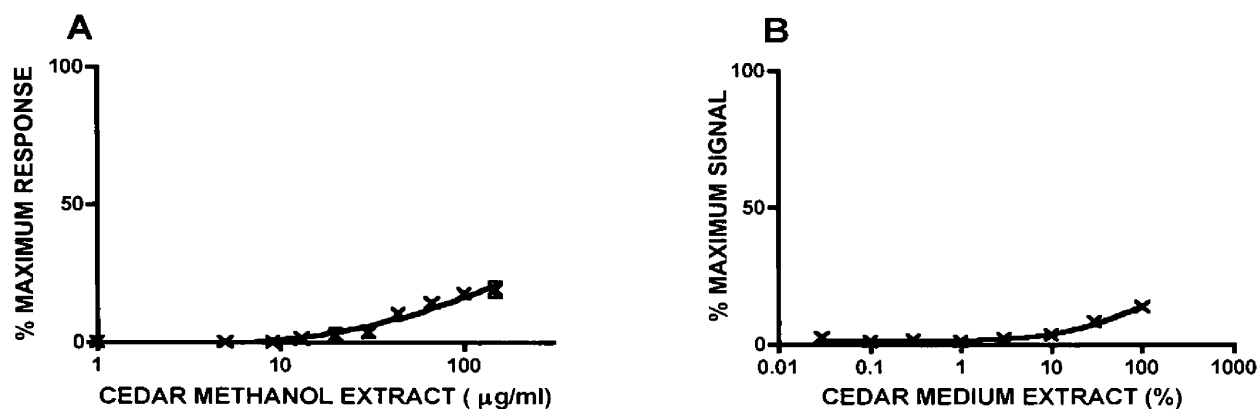 A
% MAXIMUM RESPONSE
100
50
0
1
10
100
CEDAR METHANOL EXTRACT ( µg/ml)
B
% MAXIMUM SIGNAL
100
50
0
0.01
0.1
1
10
100
1000
CEDAR MEDIUM EXTRACT (%)